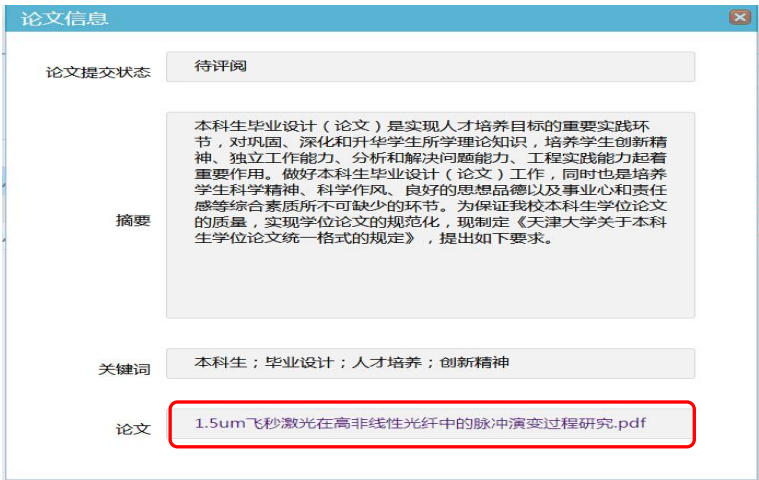 论文信息
论文提交状态
待评阅
本科生毕业设计（论文）是实现人才培养目标的重要实践环
节，对巩固、深化和升华学生所学理论知识，培养学生创新精
神、独立工作能力、分析和解决问题能力、工程实践能力起着
重要作用。做好本科生毕业设计（论文）工作，同时也是培养
学生科学精神、科学作风、良好的思想品德以及事业心和责任
感等综合素质所不可缺少的环节。为保证我校本科生学位论文
的质量，实现学位论文的规范化，现制定《天津大学关于本科
生学位论文统一格式的规定》，提出如下要求。
摘要
关键词
本科生；毕业设计；人才培养；创新精神
论文
1.5um飞秒激光在高非线性光纤中的脉冲演变过程研究.pdf